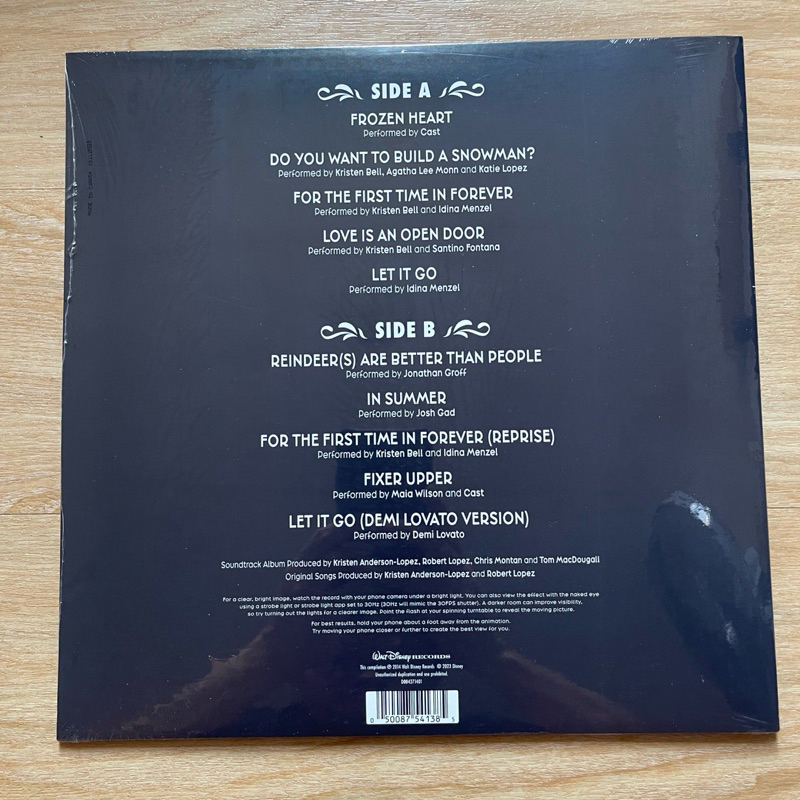 SIDE A
FROZEN HEART
Performed by Cast
DO YOU WANT TO BUILD A SNOWMAN?
Performed by Kristen Bell, Agatha Lee Monn and Katie Lopez
FOR THE FIRST TIME IN FOREVER
Performed by Kristen Bell and Idina Menzel
LOVE IS AN OPEN DOOR
Performed by Kristen Bell and Santino Fontana
LET IT GO
Performed by Idina Menzel
SIDE B
REINDEER(S) ARE BETTER THAN PEOPLE
Performed by Jonathan Groff
IN SUMMER
Performed by Josh Gad
FOR THE FIRST TIME IN FOREVER (REPRISE)
Performed by Kristen Bell and Idina Menzel
FIXER UPPER
Performed by Maia Wilson and Cast
LET IT GO (DEMI LOVATO VERSION)
Performed by Demi Lovato
Soundtrack Album Produced by Kristen Anderson-Lopez, Robert Lopez, Chris Montan and Tom MacDougall
Original Songs Produced by Kristen Anderson-Lopez and Robert Lopez
For a clear, bright image, watch the record with your phone camera under a bright light. You can also view the effect with the naked eye
using a strobe light or strobe light app set to 30Hz (30Hz will mimic the 30FPS shutter). A darker room can improve visibility,
so try turning out the lights for a clearer image. Point the flash at your spinning turntable to reveal the moving picture.
For best results, hold your phone about a foot away from the animation.
Try moving your phone closer or further to create the best view for you.
Walt Disney RECORDS
This compilation ℗ 2014 Walt Disney Records © 2023 Disney
Unauthorized duplication and use prohibited.
D004371401
0 50087 54138 5